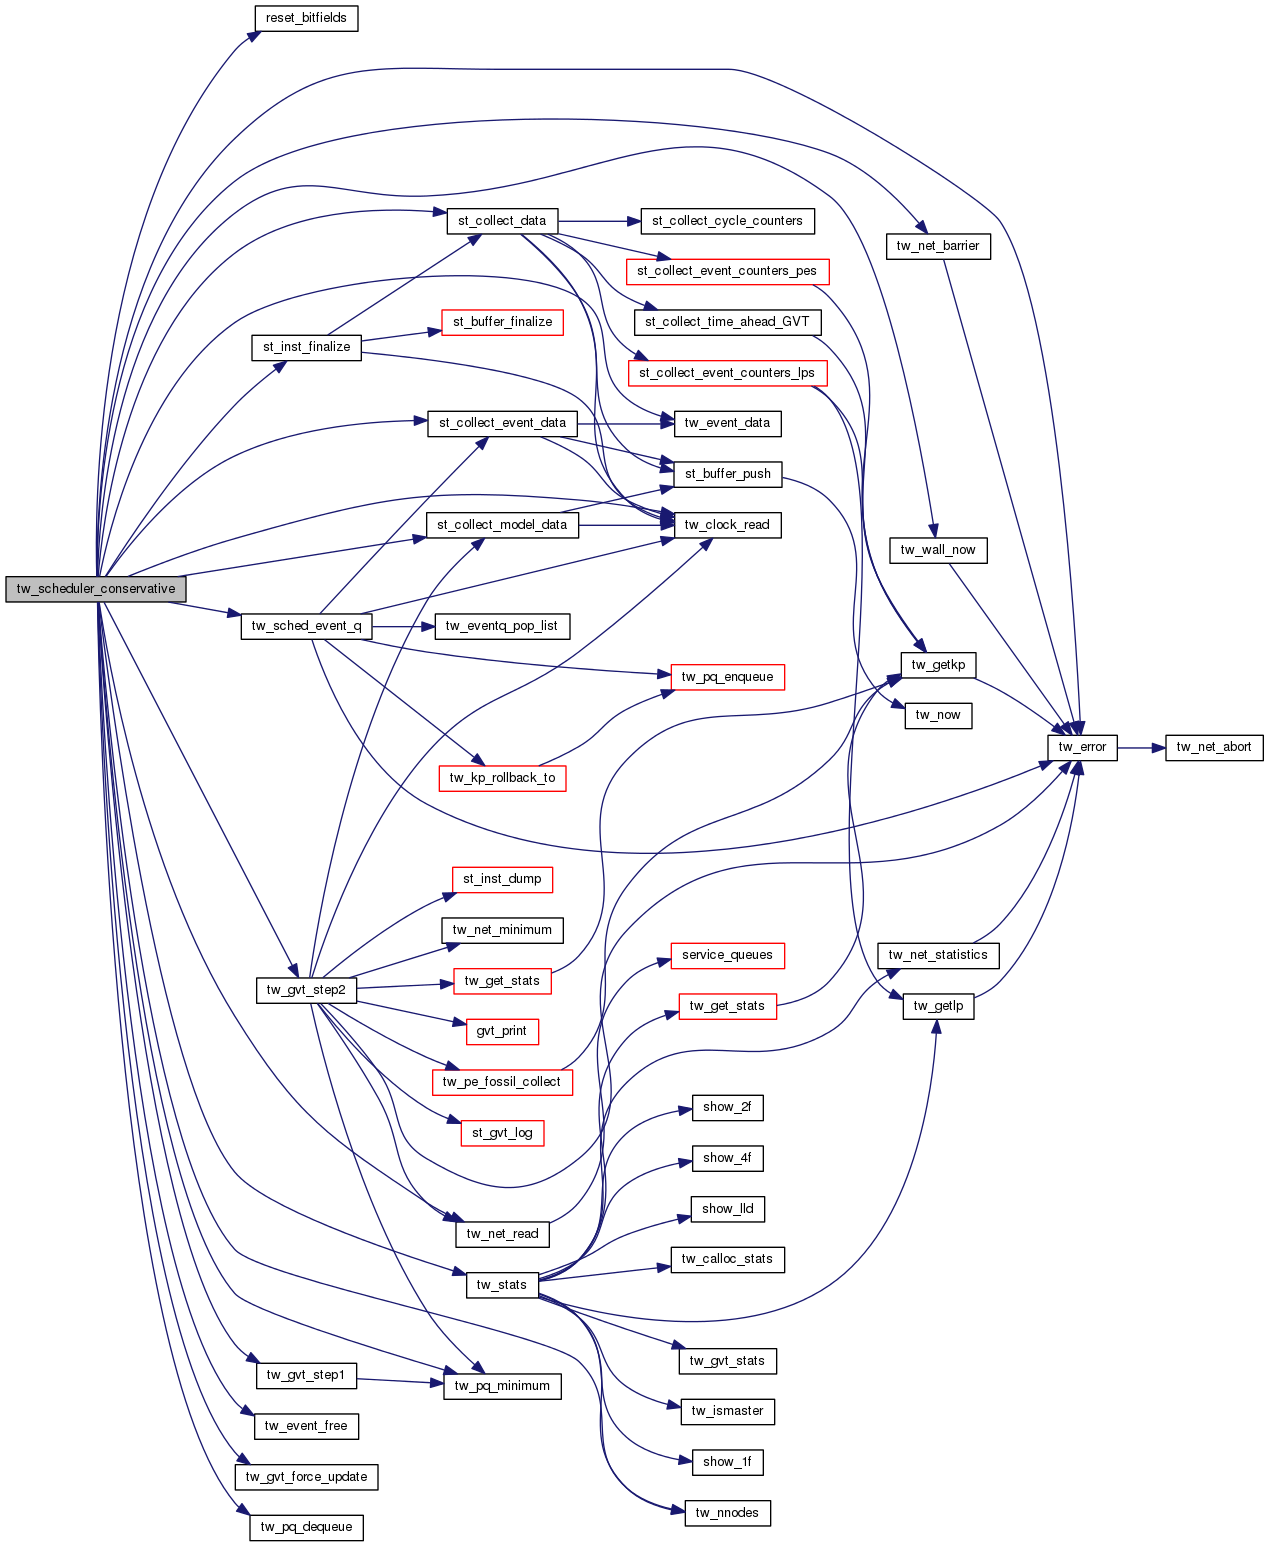 reset_bitfields
st_collect_data
st_collect_cycle_counters
tw_net_barrier
st_collect_event_counters_pes
st_buffer_finalize
st_collect_time_ahead_GVT
st_inst_finalize
st_collect_event_counters_lps
st_collect_event_data
tw_event_data
st_buffer_push
st_collect_model_data
tw_clock_read
tw_wall_now
tw_scheduler_conservative
tw_sched_event_q
tw_eventq_pop_list
tw_getkp
tw_pq_enqueue
tw_now
tw_error
tw_net_abort
tw_kp_rollback_to
st_inst_dump
tw_net_minimum
service_queues
tw_net_statistics
tw_get_stats
tw_gvt_step2
tw_get_stats
tw_getlp
gvt_print
tw_pe_fossil_collect
show_2f
st_gvt_log
show_4f
show_lld
tw_net_read
tw_calloc_stats
tw_stats
tw_gvt_stats
tw_gvt_step1
tw_pq_minimum
tw_ismaster
tw_event_free
show_1f
tw_gvt_force_update
tw_nnodes
tw_pq_dequeue